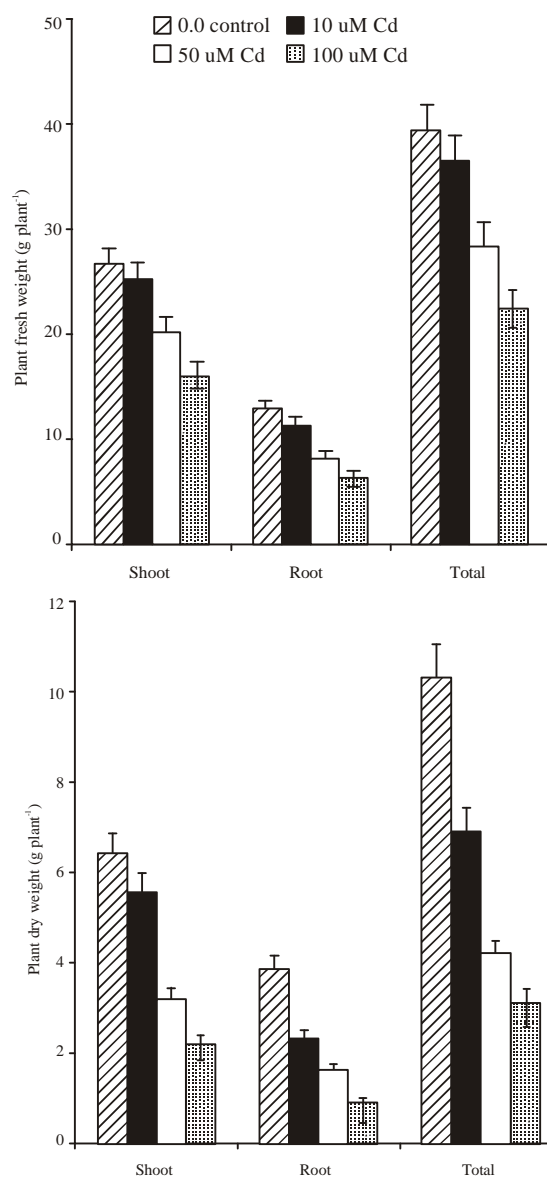 50
0.0 control 10 uM Cd
50 uM Cd 100 uM Cd
40
30
20
10
0
Plant fresh weight (g plant⁻¹)
Shoot Root Total
12
10
8
6
4
2
0
Plant dry weight (g plant⁻¹)
Shoot Root Total